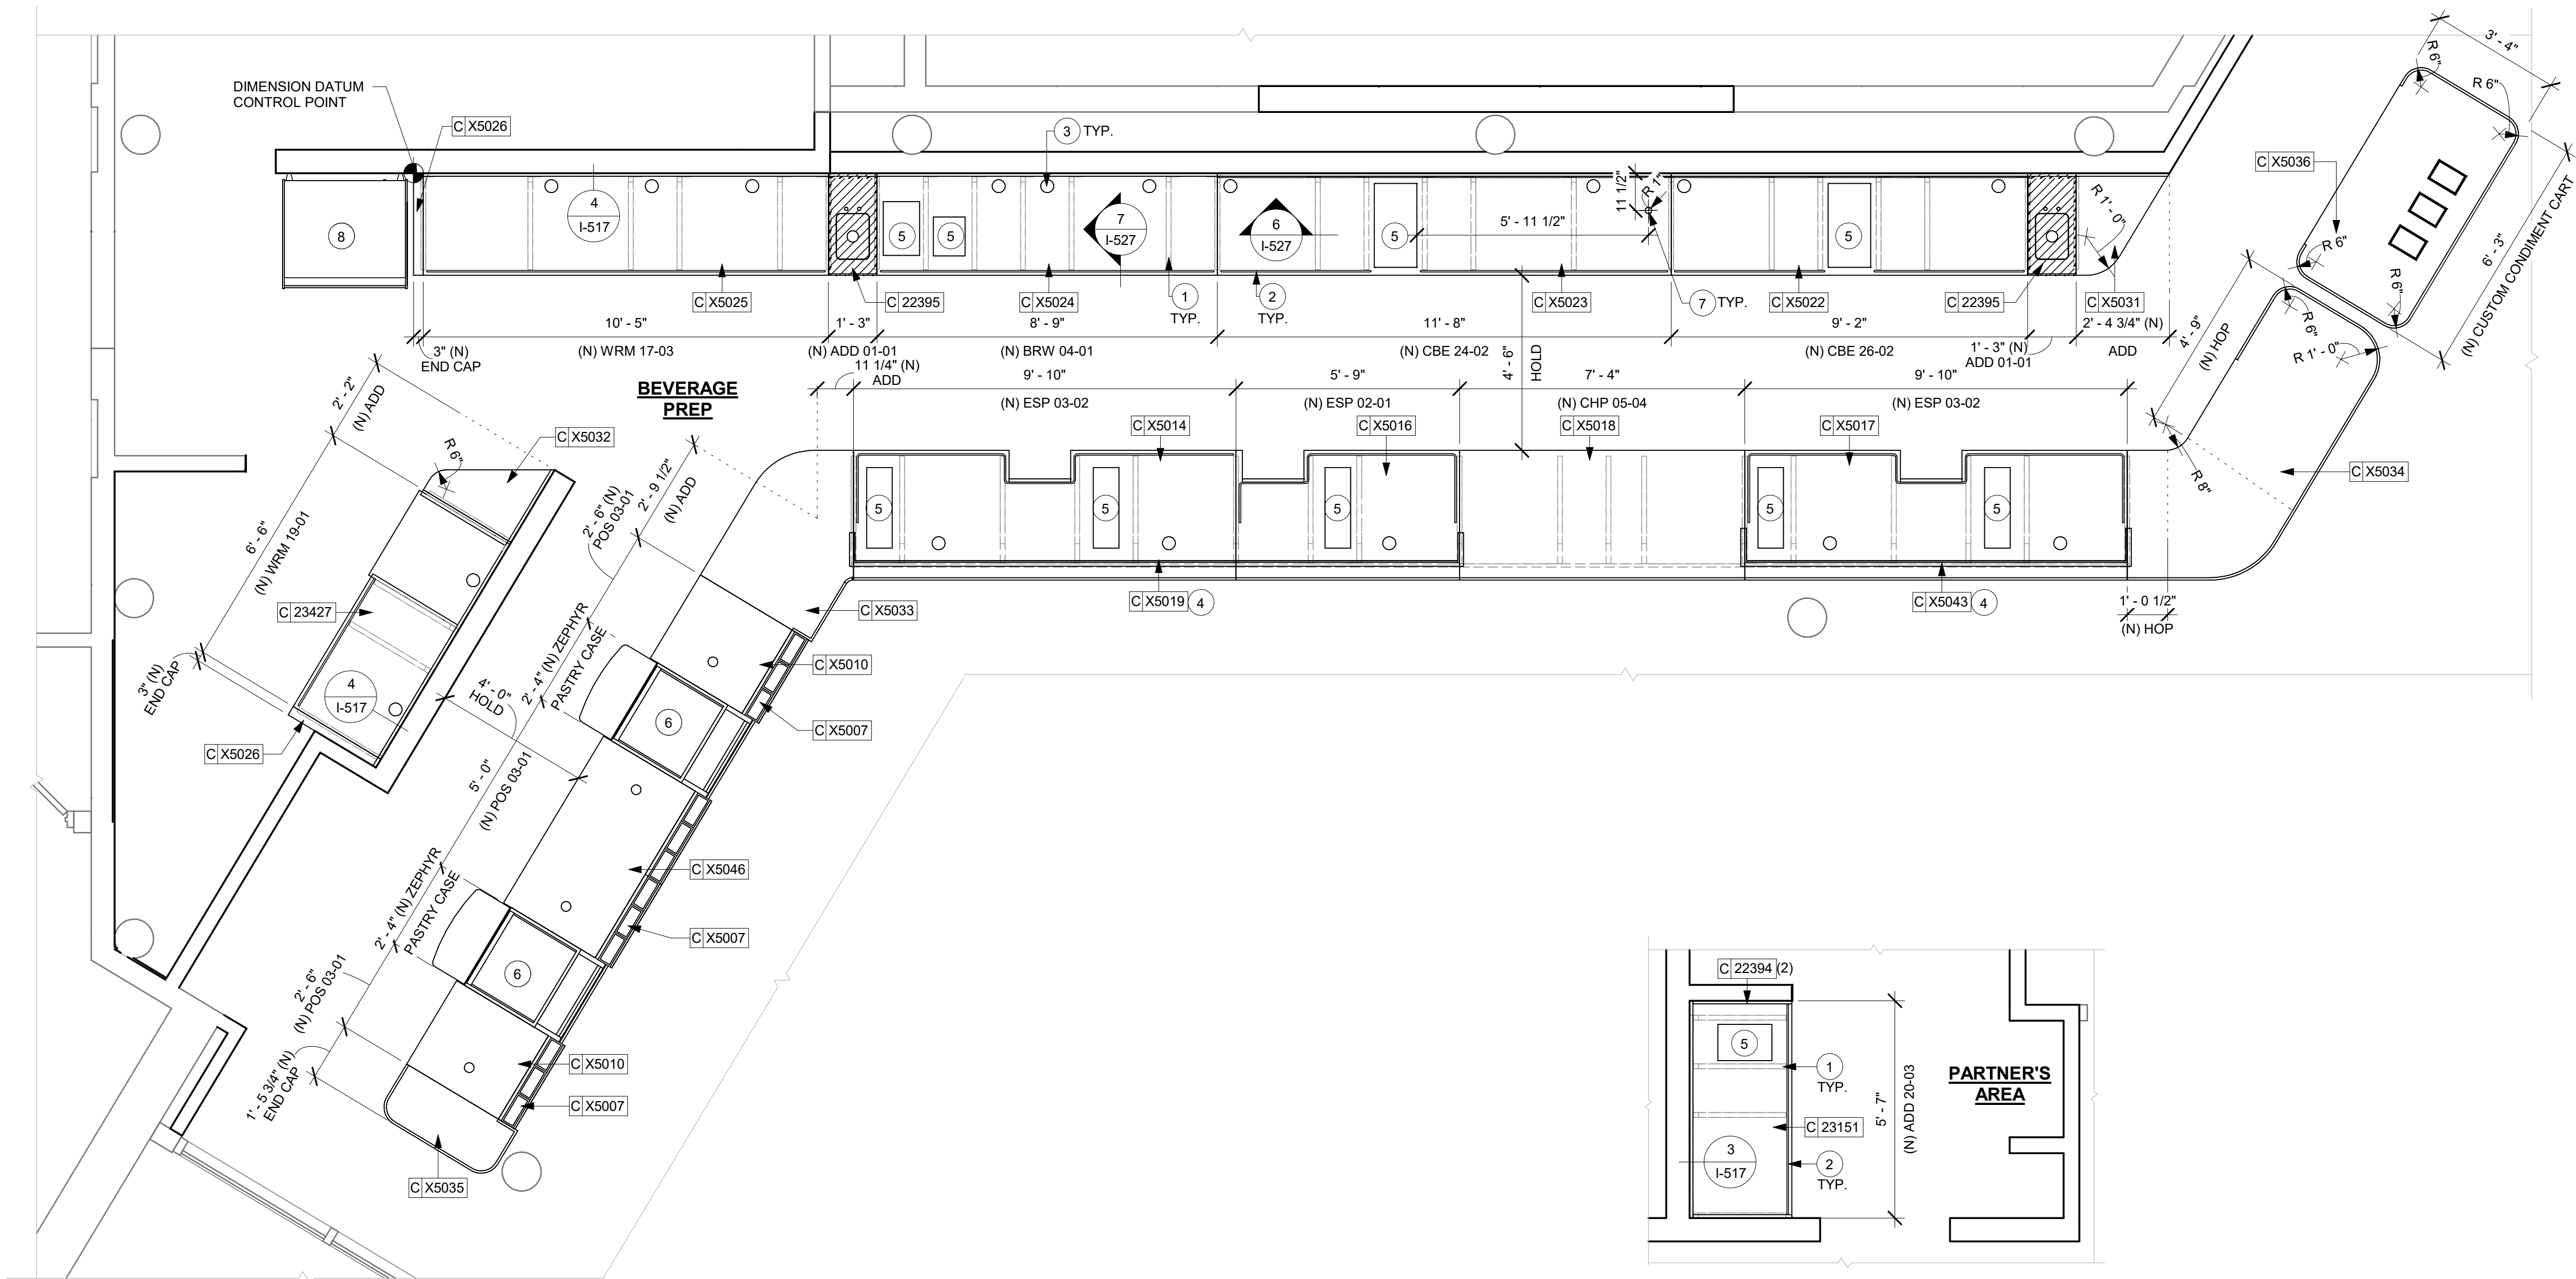 DIMENSION DATUM
CONTROL POINT
C X5026
3 TYP.
8
4
I-517
5
5
7
I-527
6
I-527
5
11 1/2"
R 1"
5' - 11 1/2"
5
R 1' - 0"
C X5025
C 22395
C X5024
1
TYP.
2
TYP.
C X5023
7 TYP.
C X5022
C 22395
C X5031
3" (N)
END CAP
10' - 5"
(N) WRM 17-03
1' - 3"
(N) ADD 01-01
8' - 9"
(N) BRW 04-01
11' - 8"
(N) CBE 24-02
9' - 2"
(N) CBE 26-02
1' - 3" (N)
ADD 01-01
2' - 4 3/4" (N)
ADD
4' - 6"
HOLD
3' - 4"
R 6"
R 6"
C X5036
R 6"
R 6"
6' - 3"
(N) CUSTOM CONDIMENT CART
4' - 9"
(N) HOP
R 6"
R 1' - 0"
R 8"
C X5034
BEVERAGE
PREP
11 1/4" (N)
ADD
9' - 10"
(N) ESP 03-02
5' - 9"
(N) ESP 02-01
7' - 4"
(N) CHP 05-04
9' - 10"
(N) ESP 03-02
C X5014
C X5016
C X5018
C X5017
5
5
5
5
5
C X5019 4
C X5043 4
1' - 0 1/2"
(N) HOP
2' - 2"
(N) ADD
R 6"
C X5032
6' - 6"
(N) WRM 19-01
C 23427
4
I-517
3" (N)
END CAP
C X5026
2' - 9 1/2"
(N) ADD
2' - 6" (N)
POS 03-01
C X5033
2' - 4" (N) ZEPHYR
PASTRY CASE
C X5010
4' - 0"
HOLD
6
C X5007
5' - 0"
(N) POS 03-01
C X5046
2' - 4" (N) ZEPHYR
PASTRY CASE
C X5007
6
2' - 6"
(N) POS 03-01
C X5010
1' - 5 3/4" (N)
END CAP
C X5007
C X5035
C 22394 (2)
5
1
TYP.
C 23151
3
I-517
2
TYP.
5' - 7"
(N) ADD 20-03
PARTNER'S
AREA